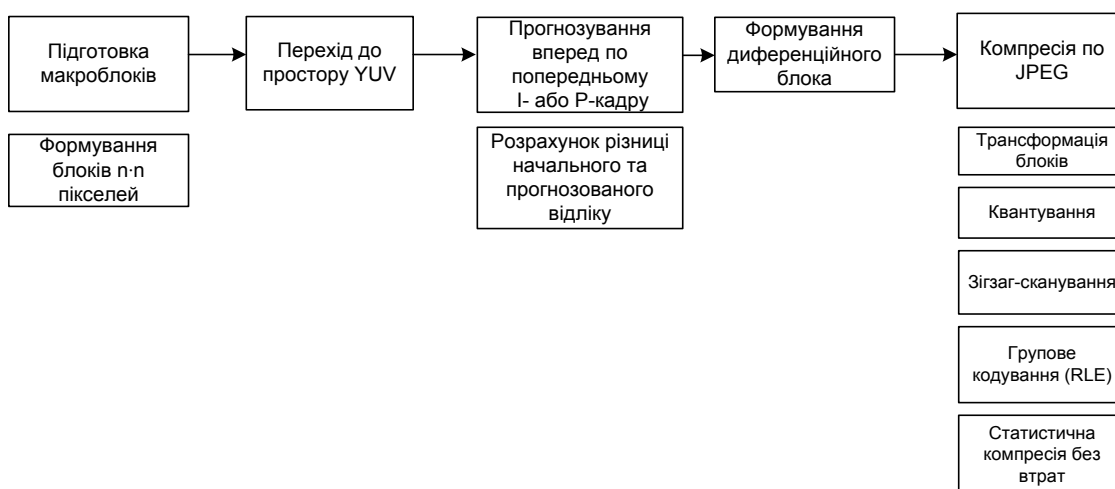 Підготовка
макроблоків
Перехід до
простору YUV
Прогнозування
вперед по
попередньому
I- або P-кадру
Формування
диференційного
блока
Компресія по
JPEG
Формування
блоків n·n
пікселей
Розрахунок різниці
начального та
прогнозованого
відліку
Трансформація
блоків
Квантування
Зігзаг-сканування
Групове
кодування (RLE)
Статистична
компресія без
втрат